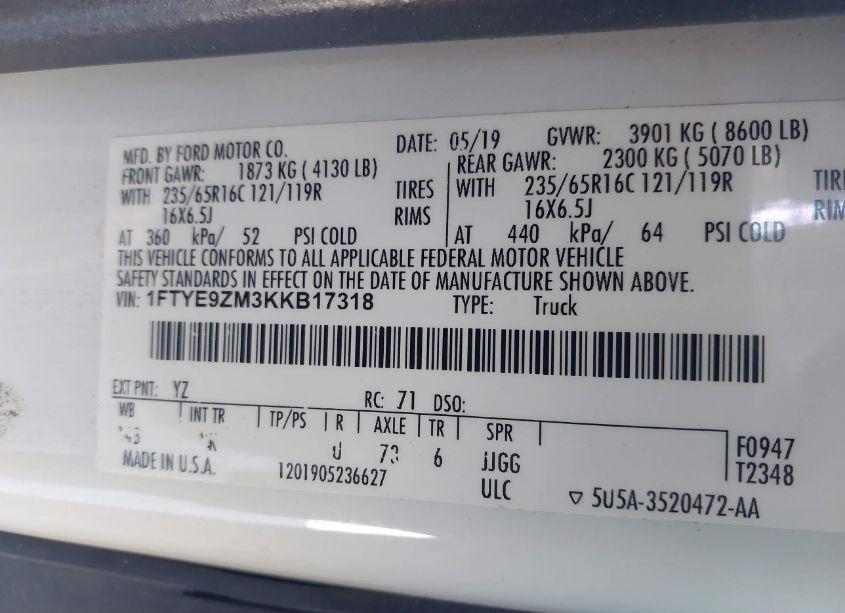 MFD. BY FORD MOTOR CO. DATE: 05/19 GVWR: 3901 KG ( 8600 LB)
FRONT GAWR: 1873 KG ( 4130 LB) REAR GAWR: 2300 KG ( 5070 LB)
WITH 235/65R16C 121/119R TIRES WITH 235/65R16C 121/119R TIRE
16X6.5J RIMS 16X6.5J RIMS
AT 360 kPa/ 52 PSI COLD AT 440 kPa/ 64 PSI COLD
THIS VEHICLE CONFORMS TO ALL APPLICABLE FEDERAL MOTOR VEHICLE
SAFETY STANDARDS IN EFFECT ON THE DATE OF MANUFACTURE SHOWN ABOVE.
VIN: 1FTYE9ZM3KKB17318 TYPE: Truck
EXT PNT: YZ RC: 71 DSO:
WB INT TR TP/PS R AXLE TR SPR
6 JJGG F0947
MADE IN U.S.A. 1201905236627 ULC T2348
5U5A-3520472-AA